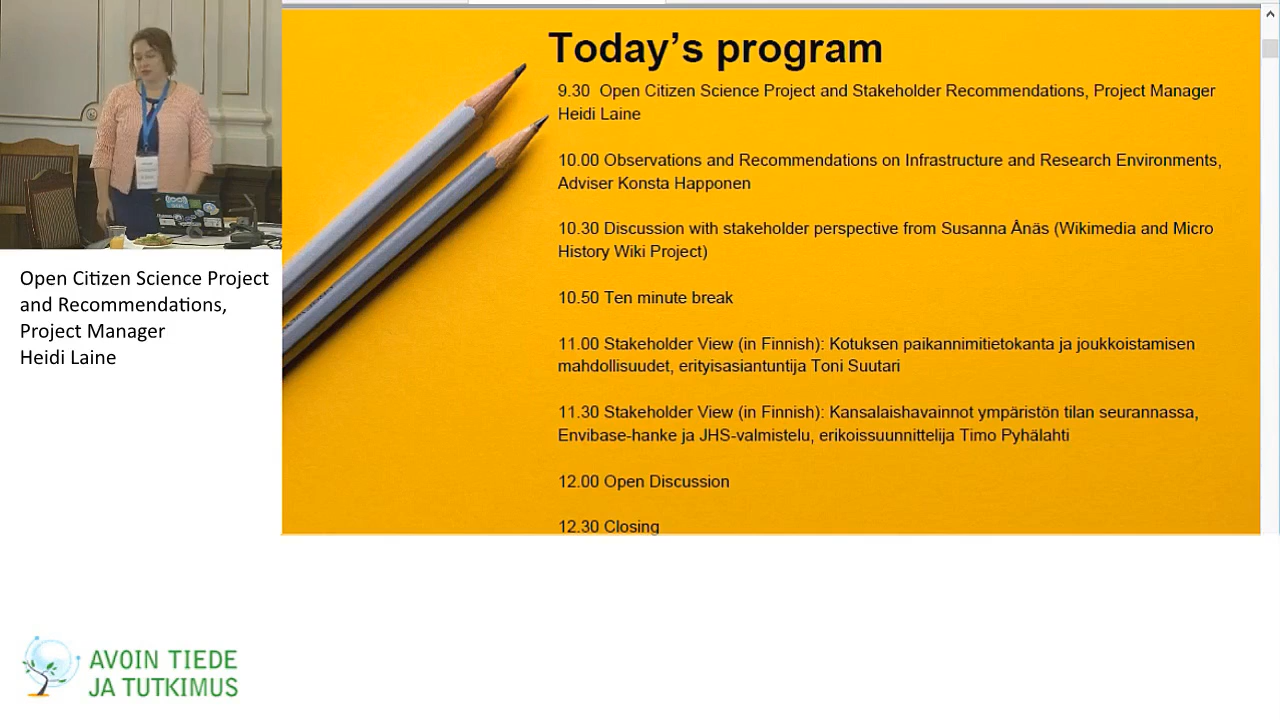 Today's program
9.30 Open Citizen Science Project and Stakeholder Recommendations, Project Manager
Heidi Laine
10.00 Observations and Recommendations on Infrastructure and Research Environments,
Adviser Konsta Happonen
10.30 Discussion with stakeholder perspective from Susanna Ånäs (Wikimedia and Micro
History Wiki Project)
10.50 Ten minute break
11.00 Stakeholder View (in Finnish): Kotuksen paikannimitietokanta ja joukkoistamisen
mahdollisuudet, erityisasiantuntija Toni Suutari
11.30 Stakeholder View (in Finnish): Kansalaishavainnot ympäristön tilan seurannassa,
Envibase-hanke ja JHS-valmistelu, erikoissuunnittelija Timo Pyhälahti
12.00 Open Discussion
12.30 Closing
Open Citizen Science Project
and Recommendations,
Project Manager
Heidi Laine
AVOIN TIEDE
JA TUTKIMUS